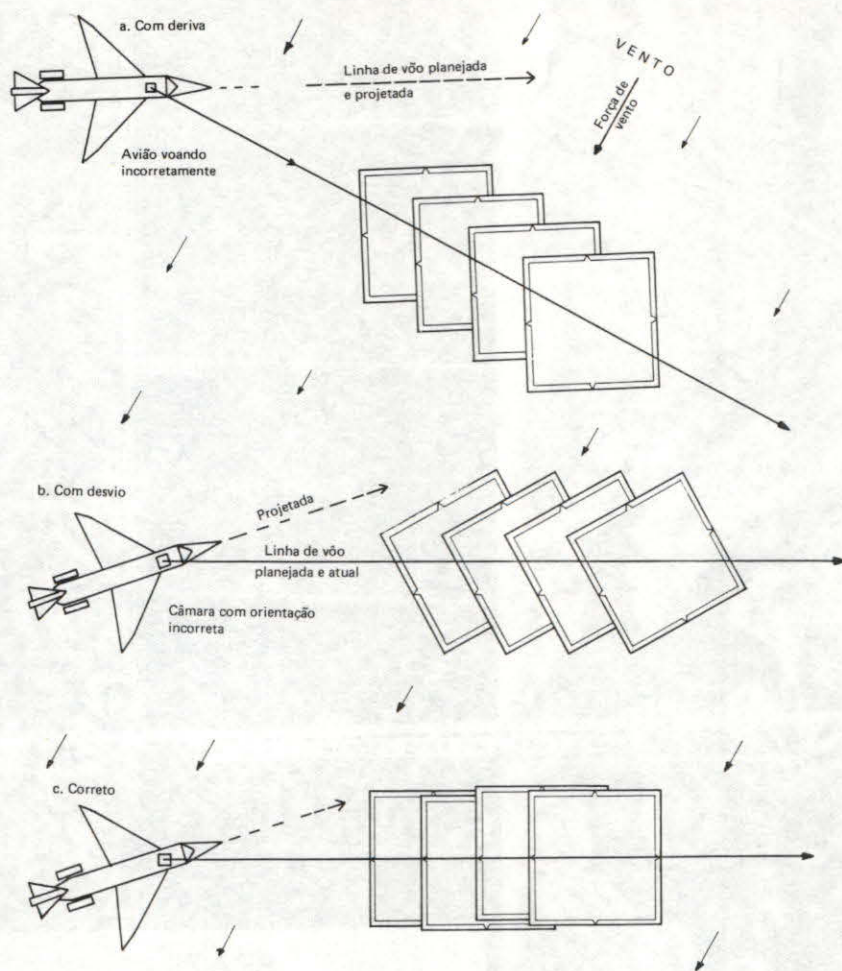 a. Com deriva
Linha de vôo planejada
e projetada
VENTO
Força de
vento
Avião voando
incorretamente
b. Com desvio
Projetada
Linha de vôo
planejada e atual
Câmara com orientação
incorreta
c. Correto